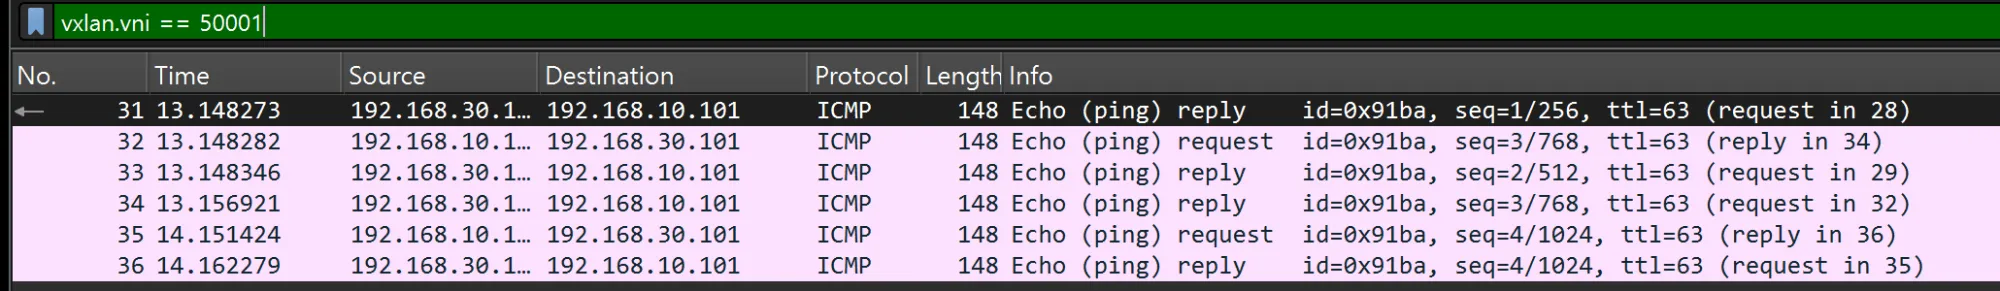 vxlan.vni == 50001
No. Time Source Destination Protocol Length Info
31 13.148273 192.168.30.1… 192.168.10.101 ICMP 148 Echo (ping) reply id=0x91ba, seq=1/256, ttl=63 (request in 28)
32 13.148282 192.168.10.1… 192.168.30.101 ICMP 148 Echo (ping) request id=0x91ba, seq=3/768, ttl=63 (reply in 34)
33 13.148346 192.168.30.1… 192.168.10.101 ICMP 148 Echo (ping) reply id=0x91ba, seq=2/512, ttl=63 (request in 29)
34 13.156921 192.168.30.1… 192.168.10.101 ICMP 148 Echo (ping) reply id=0x91ba, seq=3/768, ttl=63 (request in 32)
35 14.151424 192.168.10.1… 192.168.30.101 ICMP 148 Echo (ping) request id=0x91ba, seq=4/1024, ttl=63 (reply in 36)
36 14.162279 192.168.30.1… 192.168.10.101 ICMP 148 Echo (ping) reply id=0x91ba, seq=4/1024, ttl=63 (request in 35)